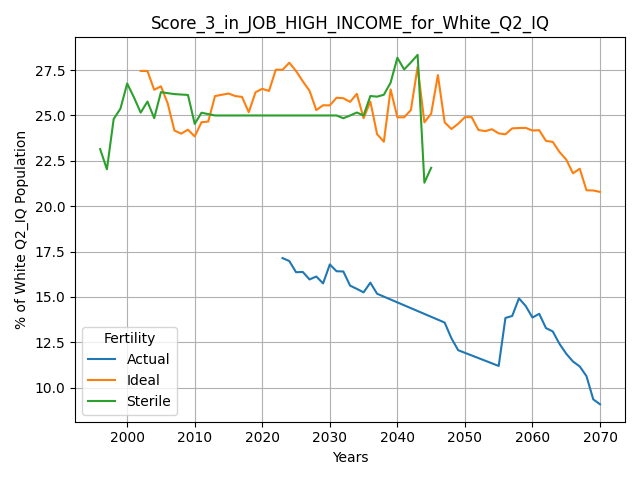 Score_3_in_JOB_HIGH_INCOME_for_White_Q2_IQ
% of White Q2_IQ Population
27.5
25.0
22.5
20.0
17.5
15.0
12.5
10.0
Fertility
Actual
Ideal
Sterile
2000 2010 2020 2030 2040 2050 2060 2070
Years